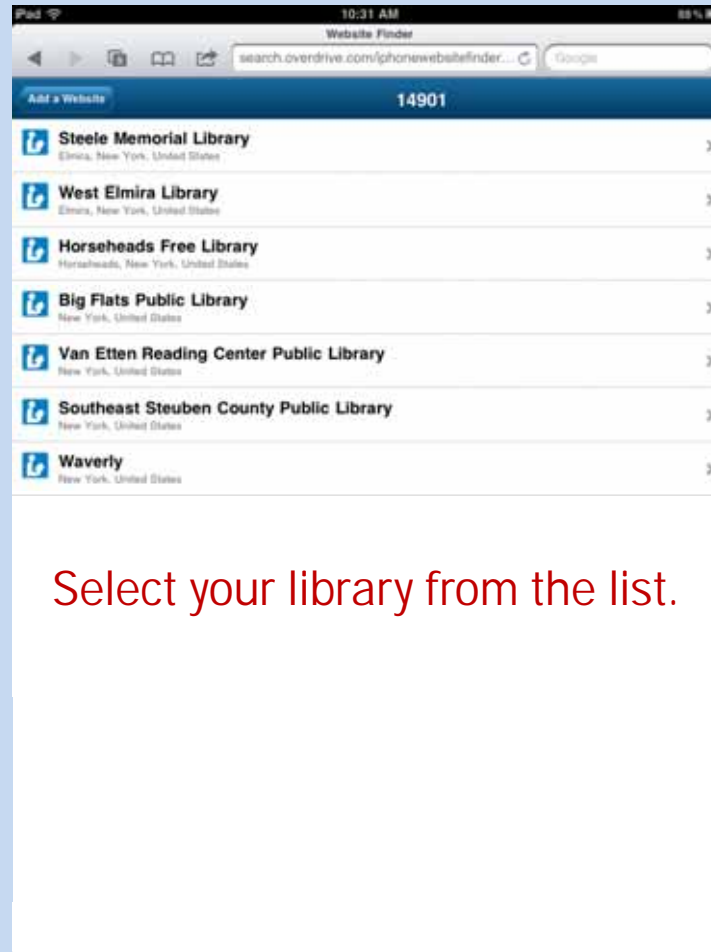 iPad 10:31 AM 88%
Website Finder
search.overdrive.com/iphonewebsitefinder... Google
Add a Website 14901
Steele Memorial Library
Elmira, New York, United States
West Elmira Library
Elmira, New York, United States
Horseheads Free Library
Horseheads, New York, United States
Big Flats Public Library
New York, United States
Van Etten Reading Center Public Library
New York, United States
Southeast Steuben County Public Library
New York, United States
Waverly
New York, United States
Select your library from the list.